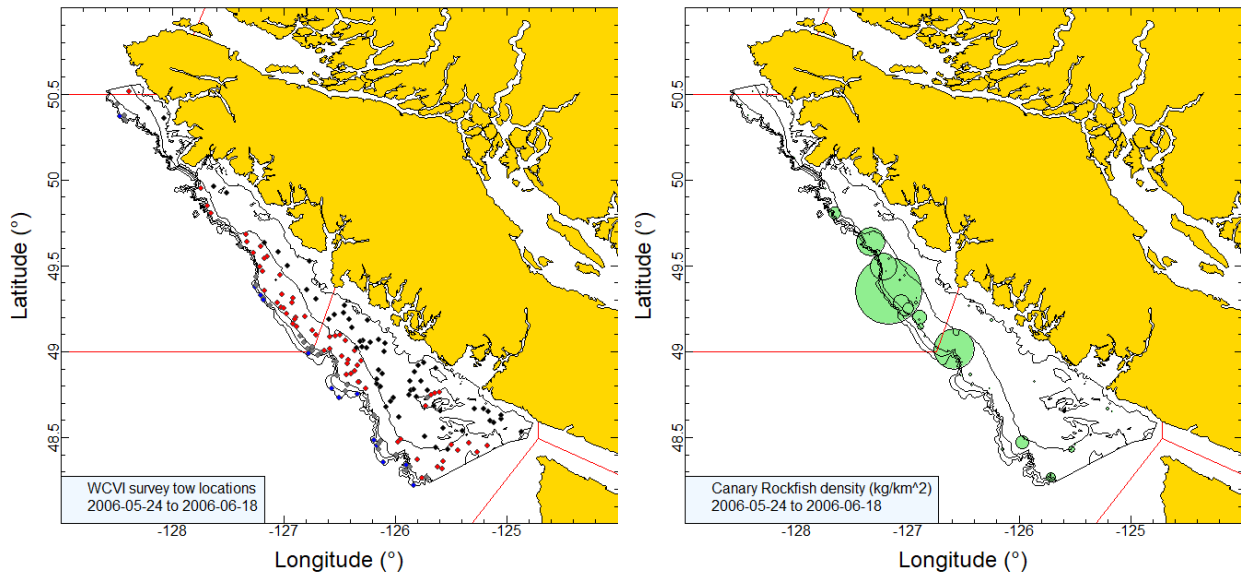 50.5
50
49.5
49
48.5
Latitude (°)
WCVI survey tow locations
2006-05-24 to 2006-06-18
-128
-127
-126
-125
Longitude (°)
50.5
50
49.5
49
48.5
Latitude (°)
Canary Rockfish density (kg/km^2)
2006-05-24 to 2006-06-18
-128
-127
-126
-125
Longitude (°)